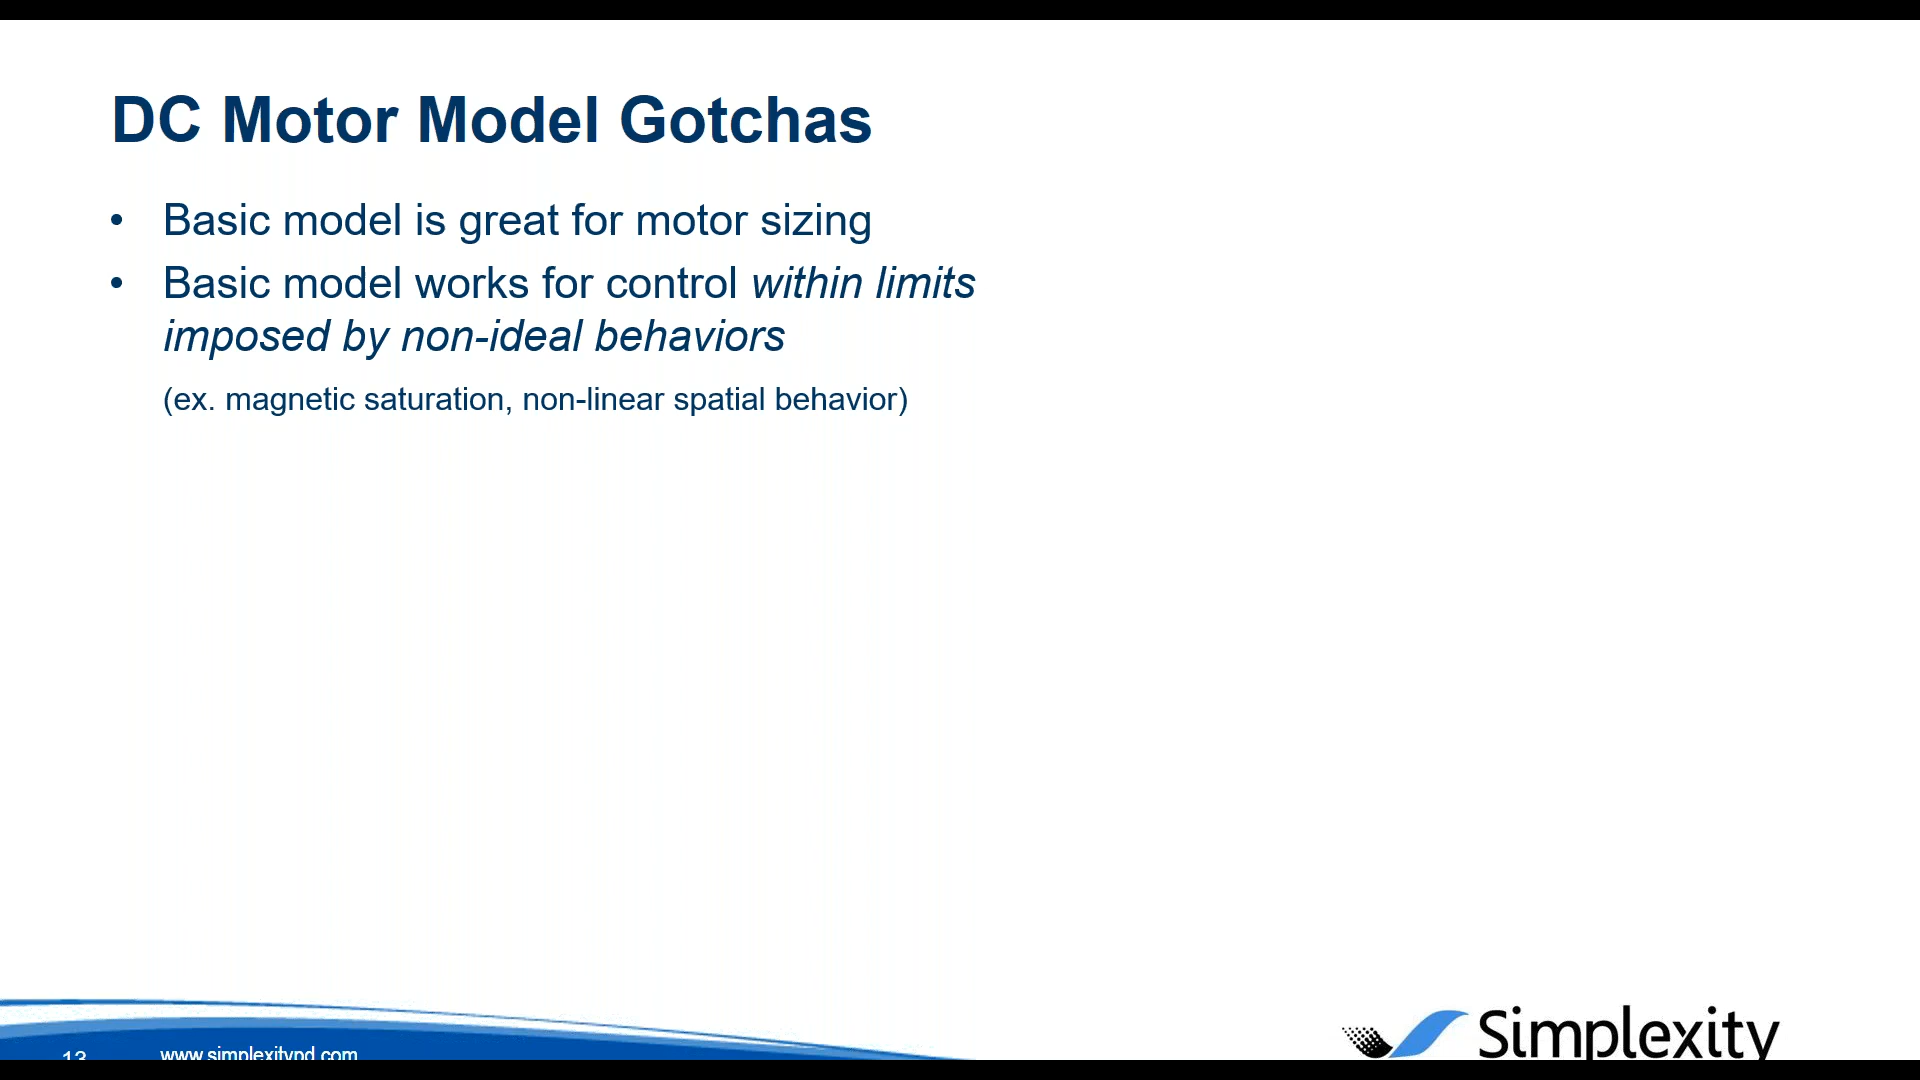 DC Motor Model Gotchas
• Basic model is great for motor sizing
• Basic model works for control within limits
imposed by non-ideal behaviors
(ex. magnetic saturation, non-linear spatial behavior)
13
www.simplexitypd.com
Simplexity